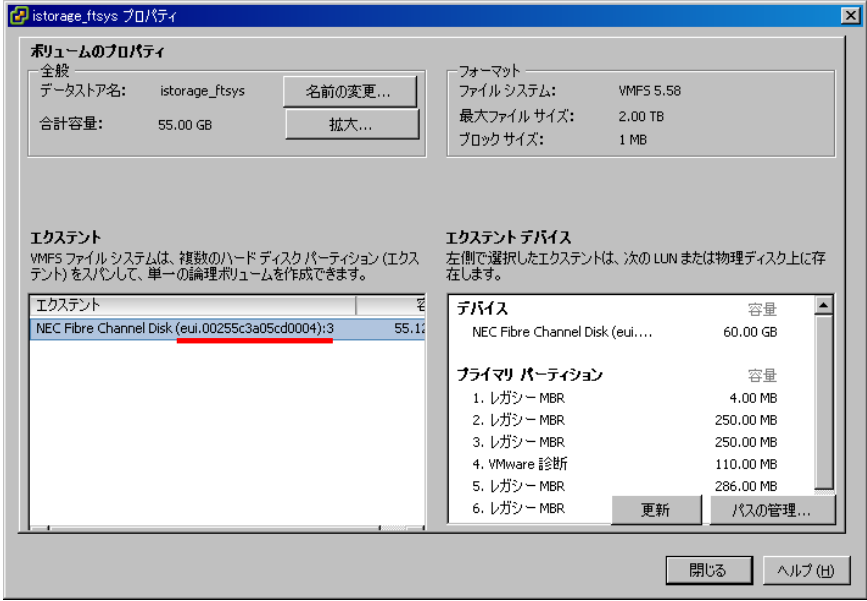 istorage_ftsys プロパティ
ボリュームのプロパティ
全般
データストア名: istorage_ftsys 名前の変更...
合計容量: 55.00 GB 拡大...
フォーマット
ファイル システム: VMFS 5.58
最大ファイル サイズ: 2.00 TB
ブロック サイズ: 1 MB
エクステント
VMFS ファイル システムは、複数のハード ディスク パーティション (エクス
テント) をスパンして、単一の論理ボリュームを作成できます。
エクステント
NEC Fibre Channel Disk (eui.00255c3a05cd0004):3 55.12
エクステント デバイス
左側で選択したエクステントは、次の LUN または物理ディスク上に存
在します。
デバイス 容量
NEC Fibre Channel Disk (eui.... 60.00 GB
プライマリ パーティション 容量
1. レガシー MBR 4.00 MB
2. レガシー MBR 250.00 MB
3. レガシー MBR 250.00 MB
4. VMware 診断 110.00 MB
5. レガシー MBR 286.00 MB
6. レガシー MBR
更新 パスの管理...
閉じる ヘルプ (H)